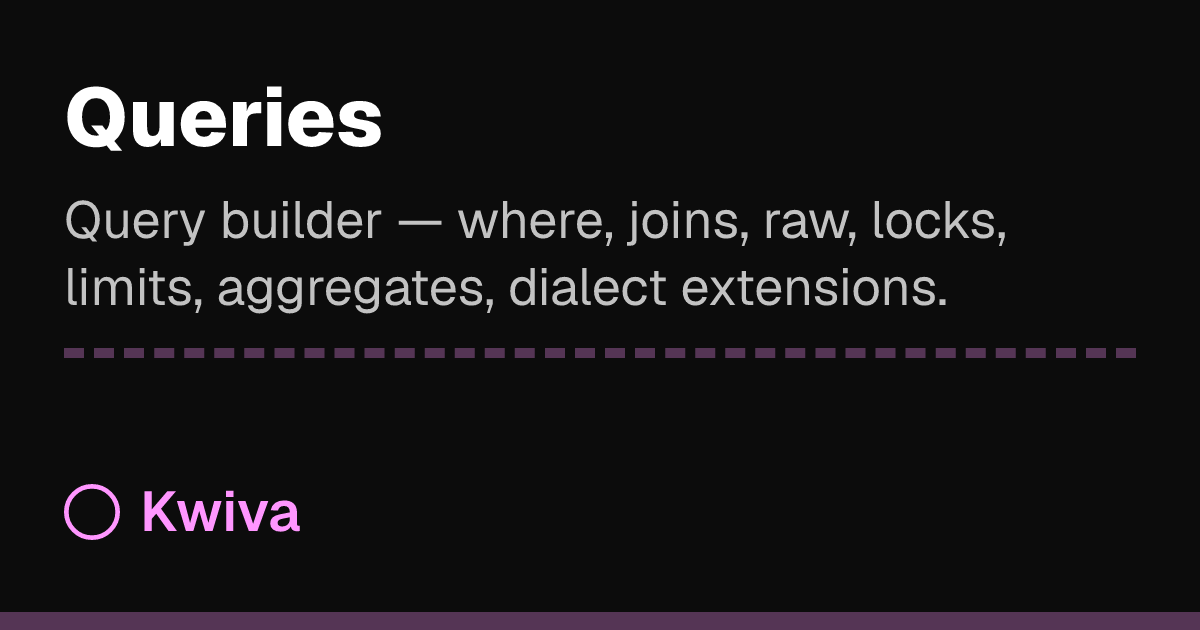 Queries
Query builder — where, joins, raw, locks,
limits, aggregates, dialect extensions.
Kwiva